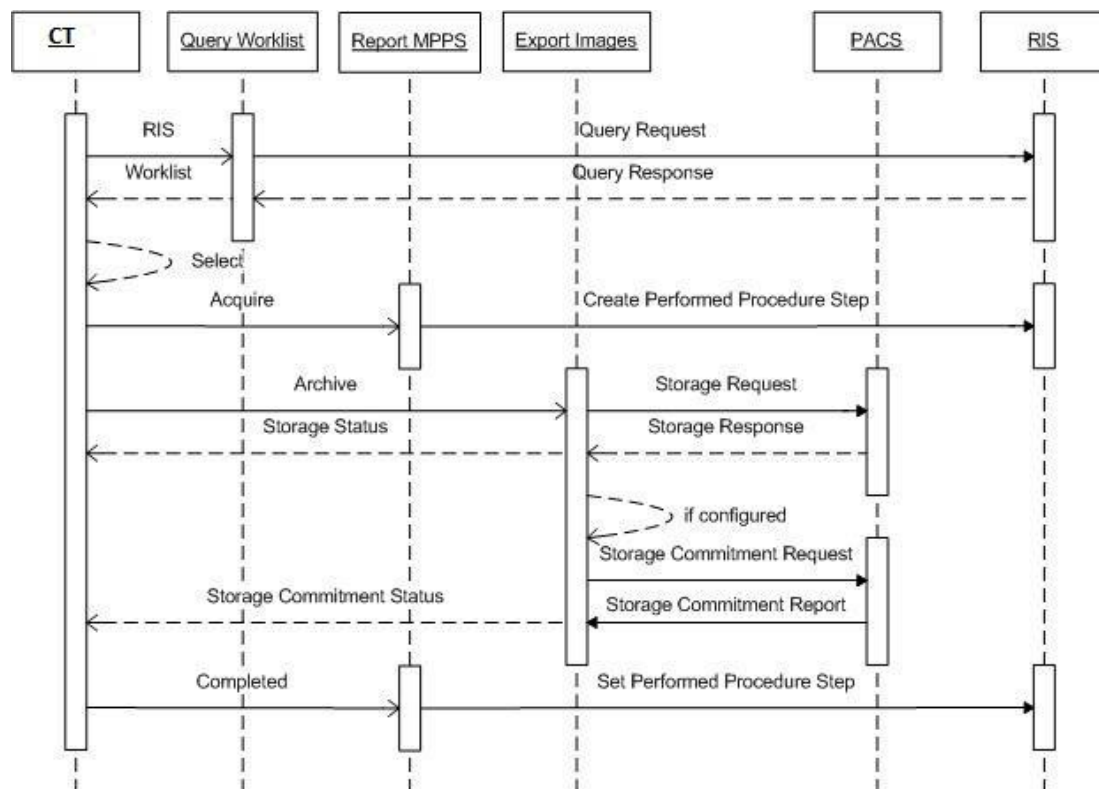 CT
Query Worklist
Report MPPS
Export Images
PACS
RIS
RIS
Query Request
Worklist
Query Response
Select
Acquire
Create Performed Procedure Step
Archive
Storage Request
Storage Status
Storage Response
if configured
Storage Commitment Request
Storage Commitment Status
Storage Commitment Report
Completed
Set Performed Procedure Step